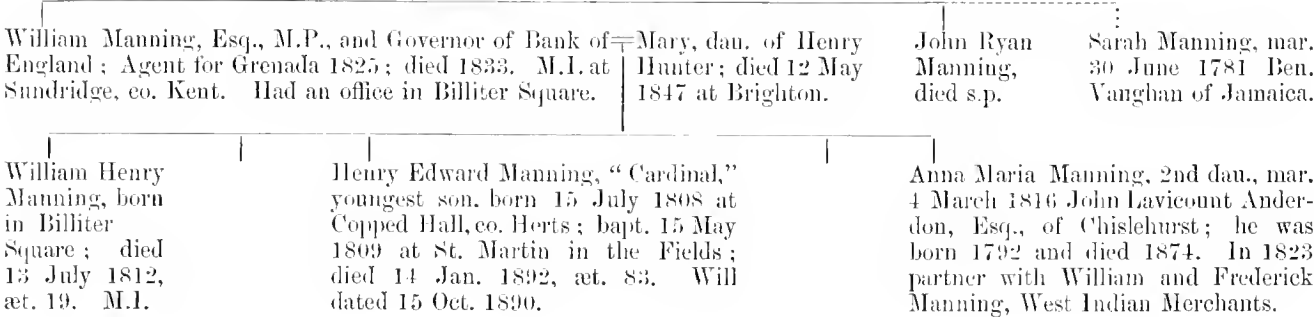 William Manning, Esq., M.P., and Governor of Bank of
England ; Agent for Grenada 1825 ; died 1833. M.I. at
Sundridge, co. Kent. Had an office in Billiter Square.
Mary, dau. of Henry
Hunter ; died 12 May
1847 at Brighton.
John Ryan
Manning,
died s.p.
Sarah Manning, mar.
30 June 1781 Ben.
Vaughan of Jamaica.
William Henry
Manning, born
in Billiter
Square ; died
13 July 1812,
æt. 19. M.I.
Henry Edward Manning, “ Cardinal,”
youngest son. born 15 July 1808 at
Copped Hall, co. Herts ; bapt. 15 May
1809 at St. Martin in the Fields ;
died 14 Jan. 1892, æt. 83. Will
dated 15 Oct. 1890.
Anna Maria Manning, 2nd dau., mar.
4 March 1816 John Lavicount Ander-
don, Esq., of Chislehurst ; he was
born 1792 and died 1874. In 1823
partner with William and Frederick
Manning, West Indian Merchants.